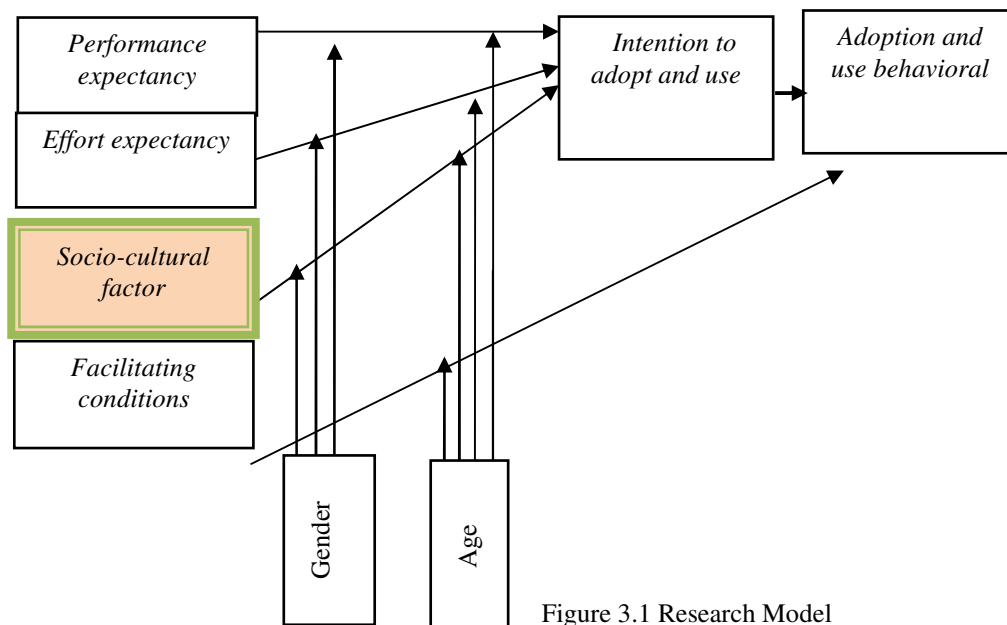 Performance
expectancy
Effort expectancy
Socio-cultural
factor
Facilitating
conditions
Intention to
adopt and use
Adoption and
use behavioral
Gender
Age
Figure 3.1 Research Model